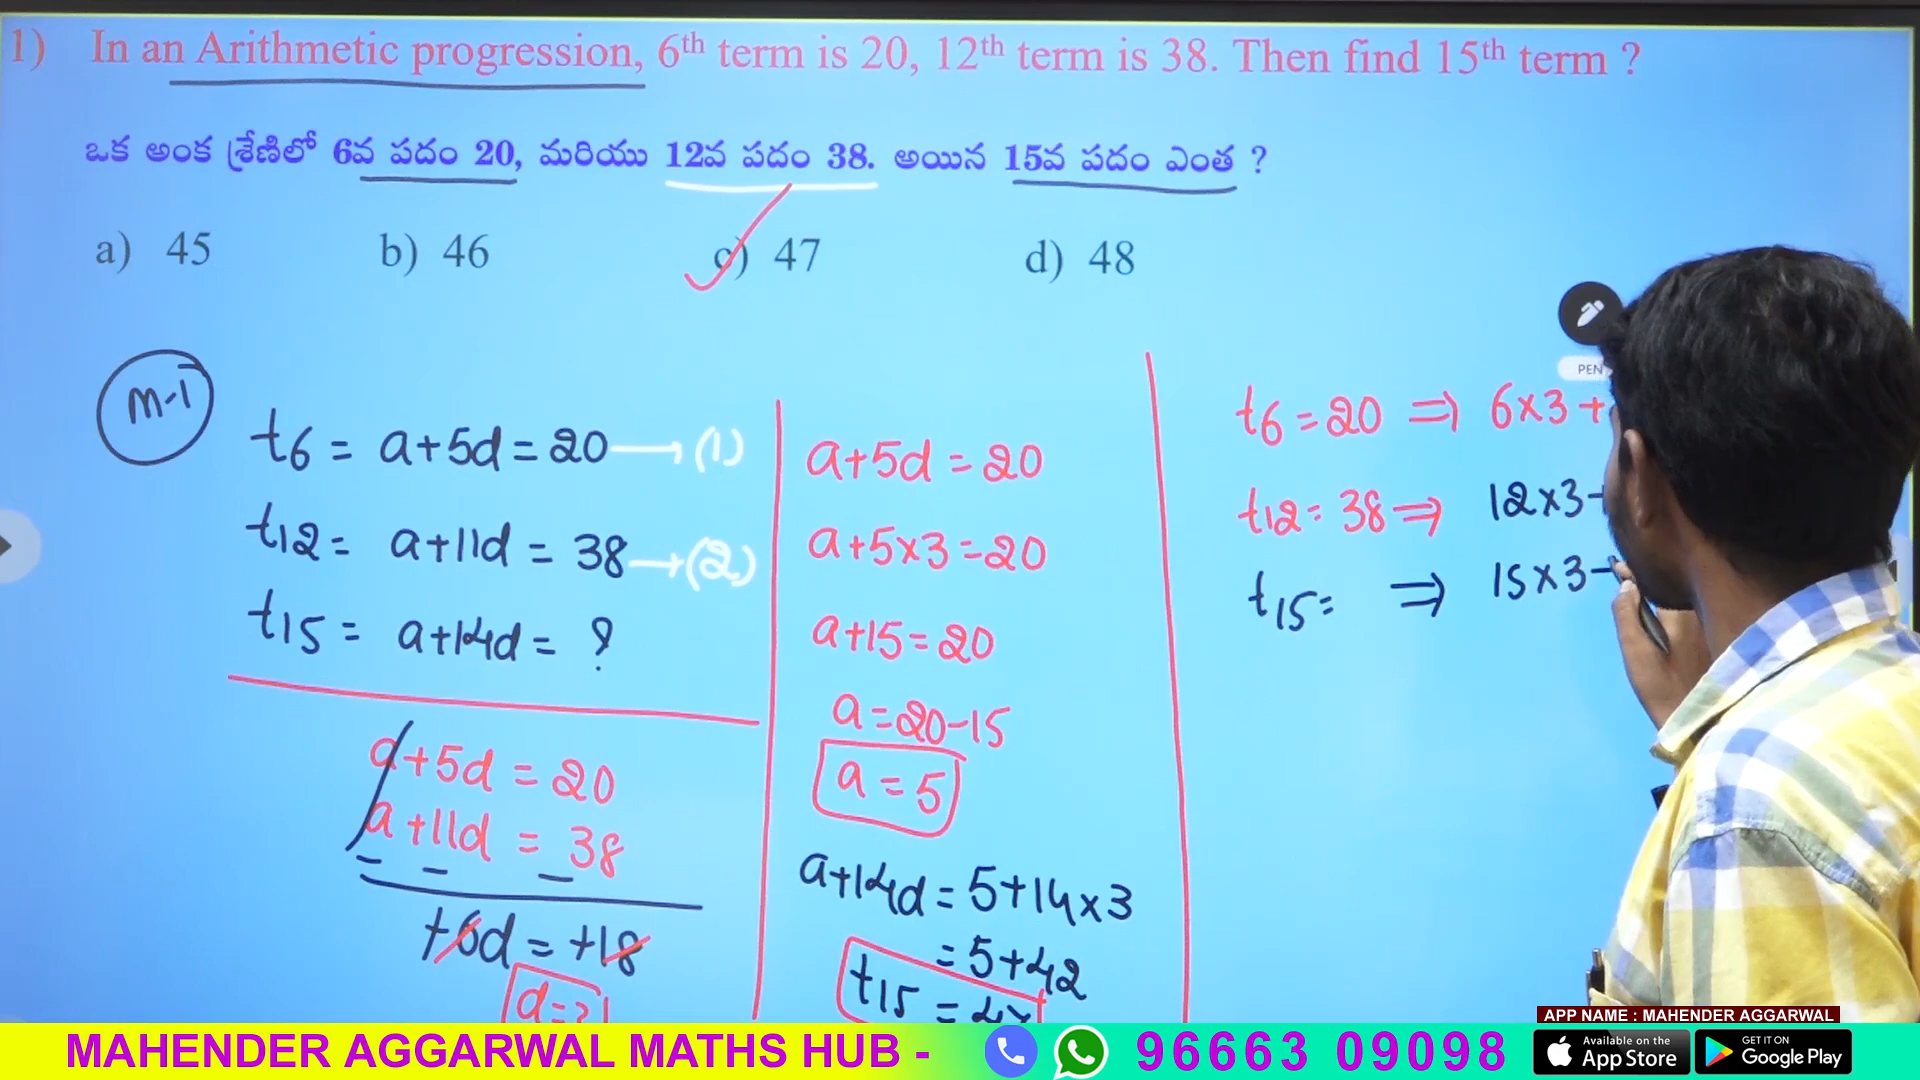 1) In an Arithmetic progression, 6th term is 20, 12th term is 38. Then find 15th term ?
ఒక అంక శ్రేణిలో 6వ పదం 20, మరియు 12వ పదం 38. అయిన 15వ పదం ఎంత ?
a) 45 b) 46 c) 47 d) 48
M-1
t6 = a+5d = 20 → (1)
t12 = a+11d = 38 → (2)
t15 = a+14d = ?
a+5d = 20
a+11d = 38
+6d = +18
a+5d = 20
a+5×3 = 20
a+15 = 20
a = 20-15
a = 5
a+14d = 5+14×3
= 5+42
t15 =
PEN
t6 = 20 ⇒ 6×3+
t12 = 38 ⇒ 12×3
t15 = ⇒ 15×3
APP NAME : MAHENDER AGGARWAL
MAHENDER AGGARWAL MATHS HUB - 96663 09098
Available on the App Store
GET IT ON Google Play